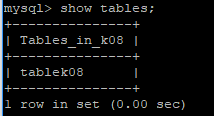 mysql> show tables;
+---------------+
| Tables_in_k08 |
+---------------+
| tablek08      |
+---------------+
1 row in set (0.00 sec)